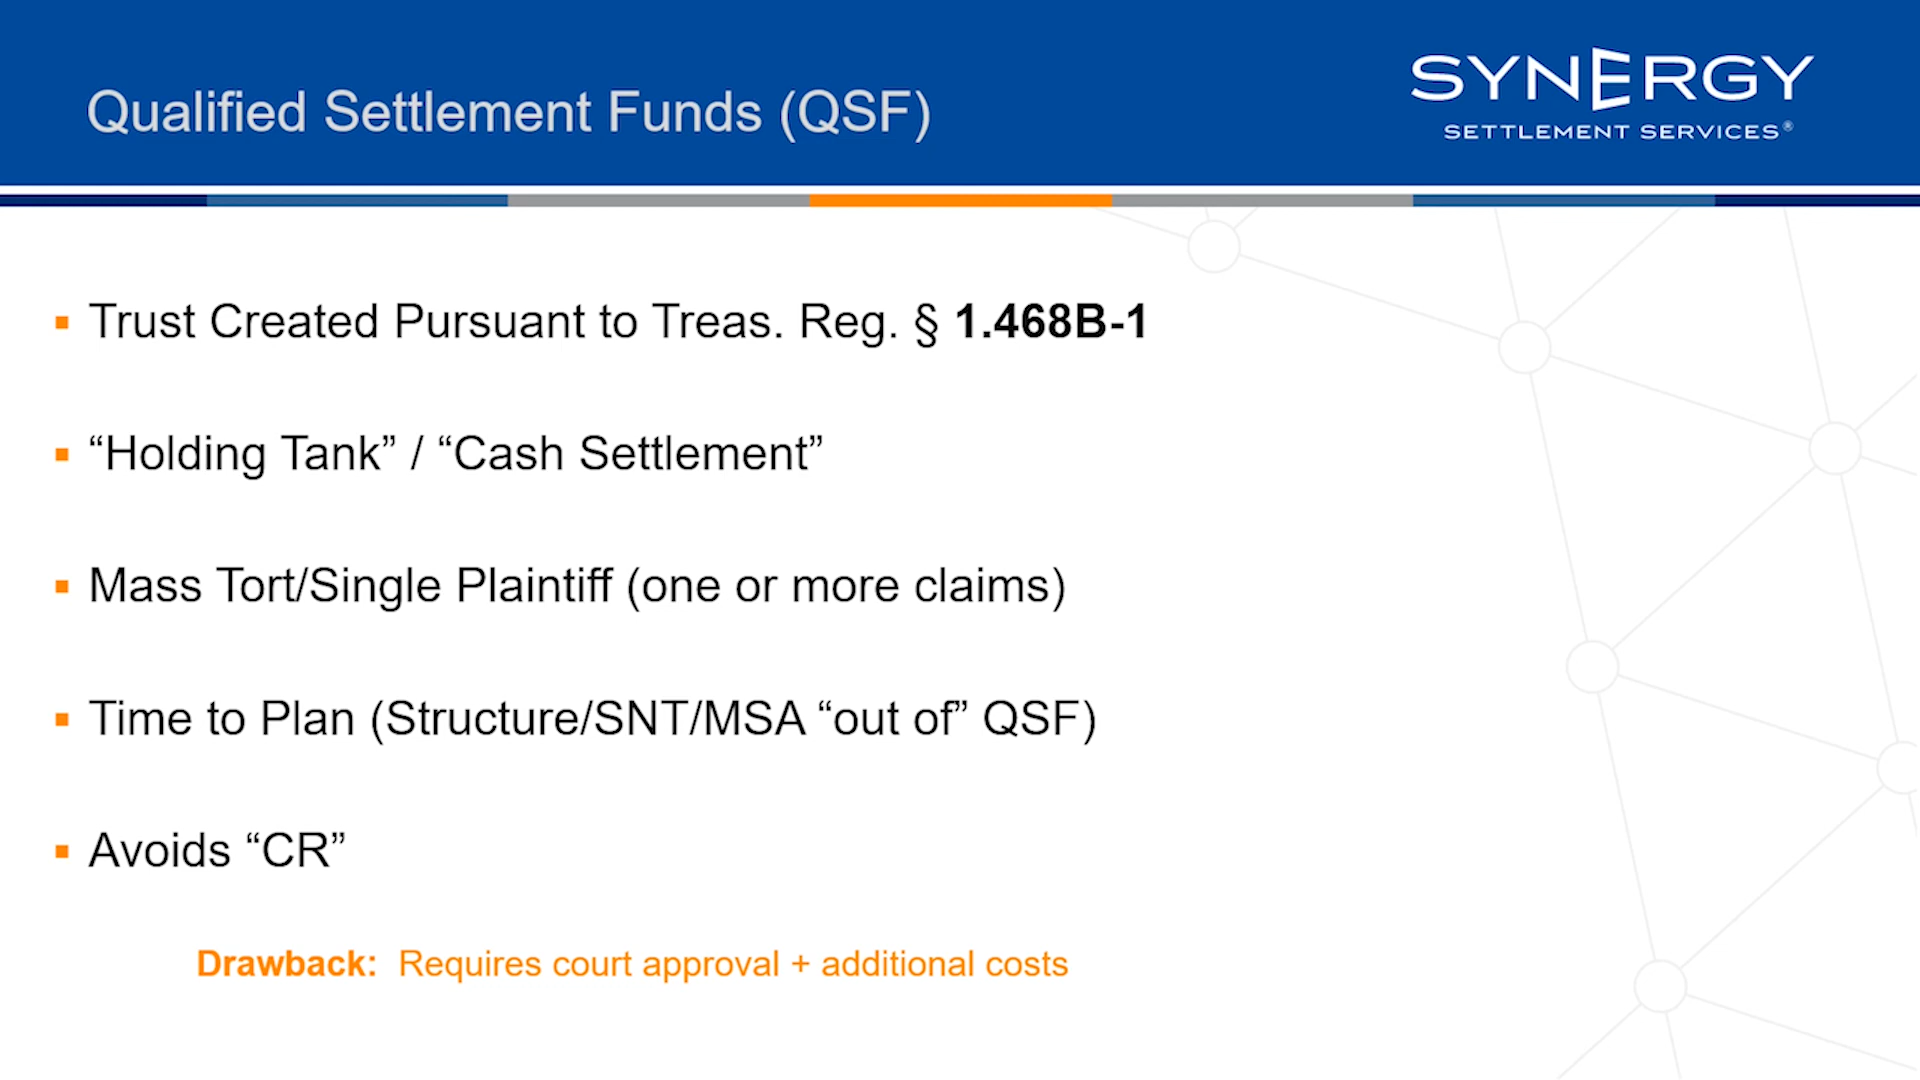 Qualified Settlement Funds (QSF)
SYNERGY
SETTLEMENT SERVICES®
▪ Trust Created Pursuant to Treas. Reg. § 1.468B-1
▪ “Holding Tank” / “Cash Settlement”
▪ Mass Tort/Single Plaintiff (one or more claims)
▪ Time to Plan (Structure/SNT/MSA “out of” QSF)
▪ Avoids “CR”
Drawback: Requires court approval + additional costs